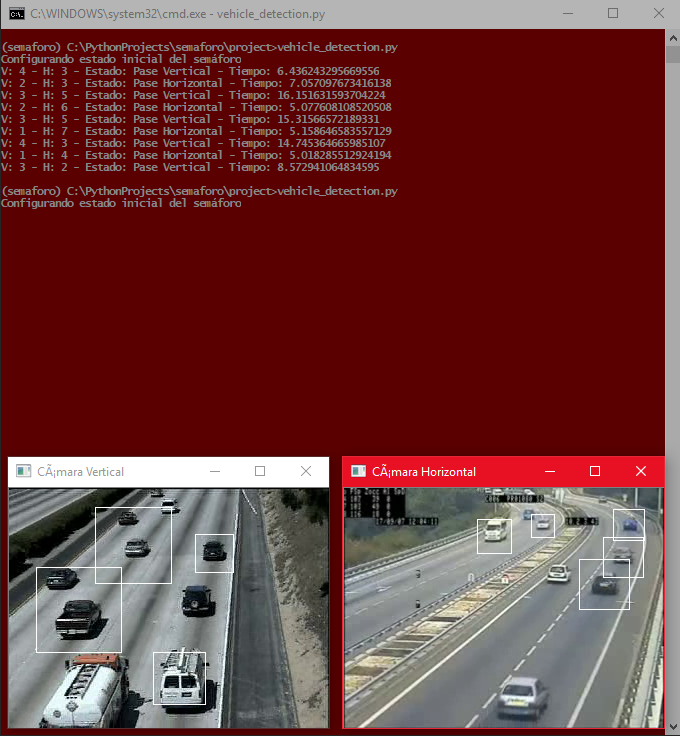 C:\WINDOWS\system32\cmd.exe - vehicle_detection.py
(semaforo) C:\PythonProjects\semaforo\project>vehicle_detection.py
Configurando estado inicial del semáforo
V: 4 - H: 3 - Estado: Pase Vertical - Tiempo: 6.436243295669556
V: 2 - H: 3 - Estado: Pase Horizontal - Tiempo: 7.057097673416138
V: 3 - H: 5 - Estado: Pase Vertical - Tiempo: 16.151631593704224
V: 2 - H: 6 - Estado: Pase Horizontal - Tiempo: 5.077608108520508
V: 3 - H: 5 - Estado: Pase Vertical - Tiempo: 15.31566572189331
V: 1 - H: 7 - Estado: Pase Horizontal - Tiempo: 5.158646583557129
V: 4 - H: 3 - Estado: Pase Vertical - Tiempo: 14.745364665985107
V: 1 - H: 4 - Estado: Pase Horizontal - Tiempo: 5.018285512924194
V: 3 - H: 2 - Estado: Pase Vertical - Tiempo: 8.572941064834595
(semaforo) C:\PythonProjects\semaforo\project>vehicle_detection.py
Configurando estado inicial del semáforo
CÃ¡mara Vertical
CÃ¡mara Horizontal